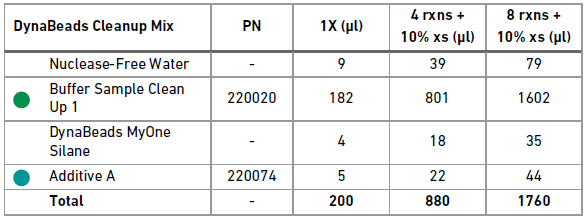 DynaBeads Cleanup Mix PN 1X (µl) 4 rxns + 10% xs (µl) 8 rxns + 10% xs (µl)
Nuclease-Free Water - 9 39 79
Buffer Sample Clean Up 1 220020 182 801 1602
DynaBeads MyOne Silane - 4 18 35
Additive A 220074 5 22 44
Total - 200 880 1760